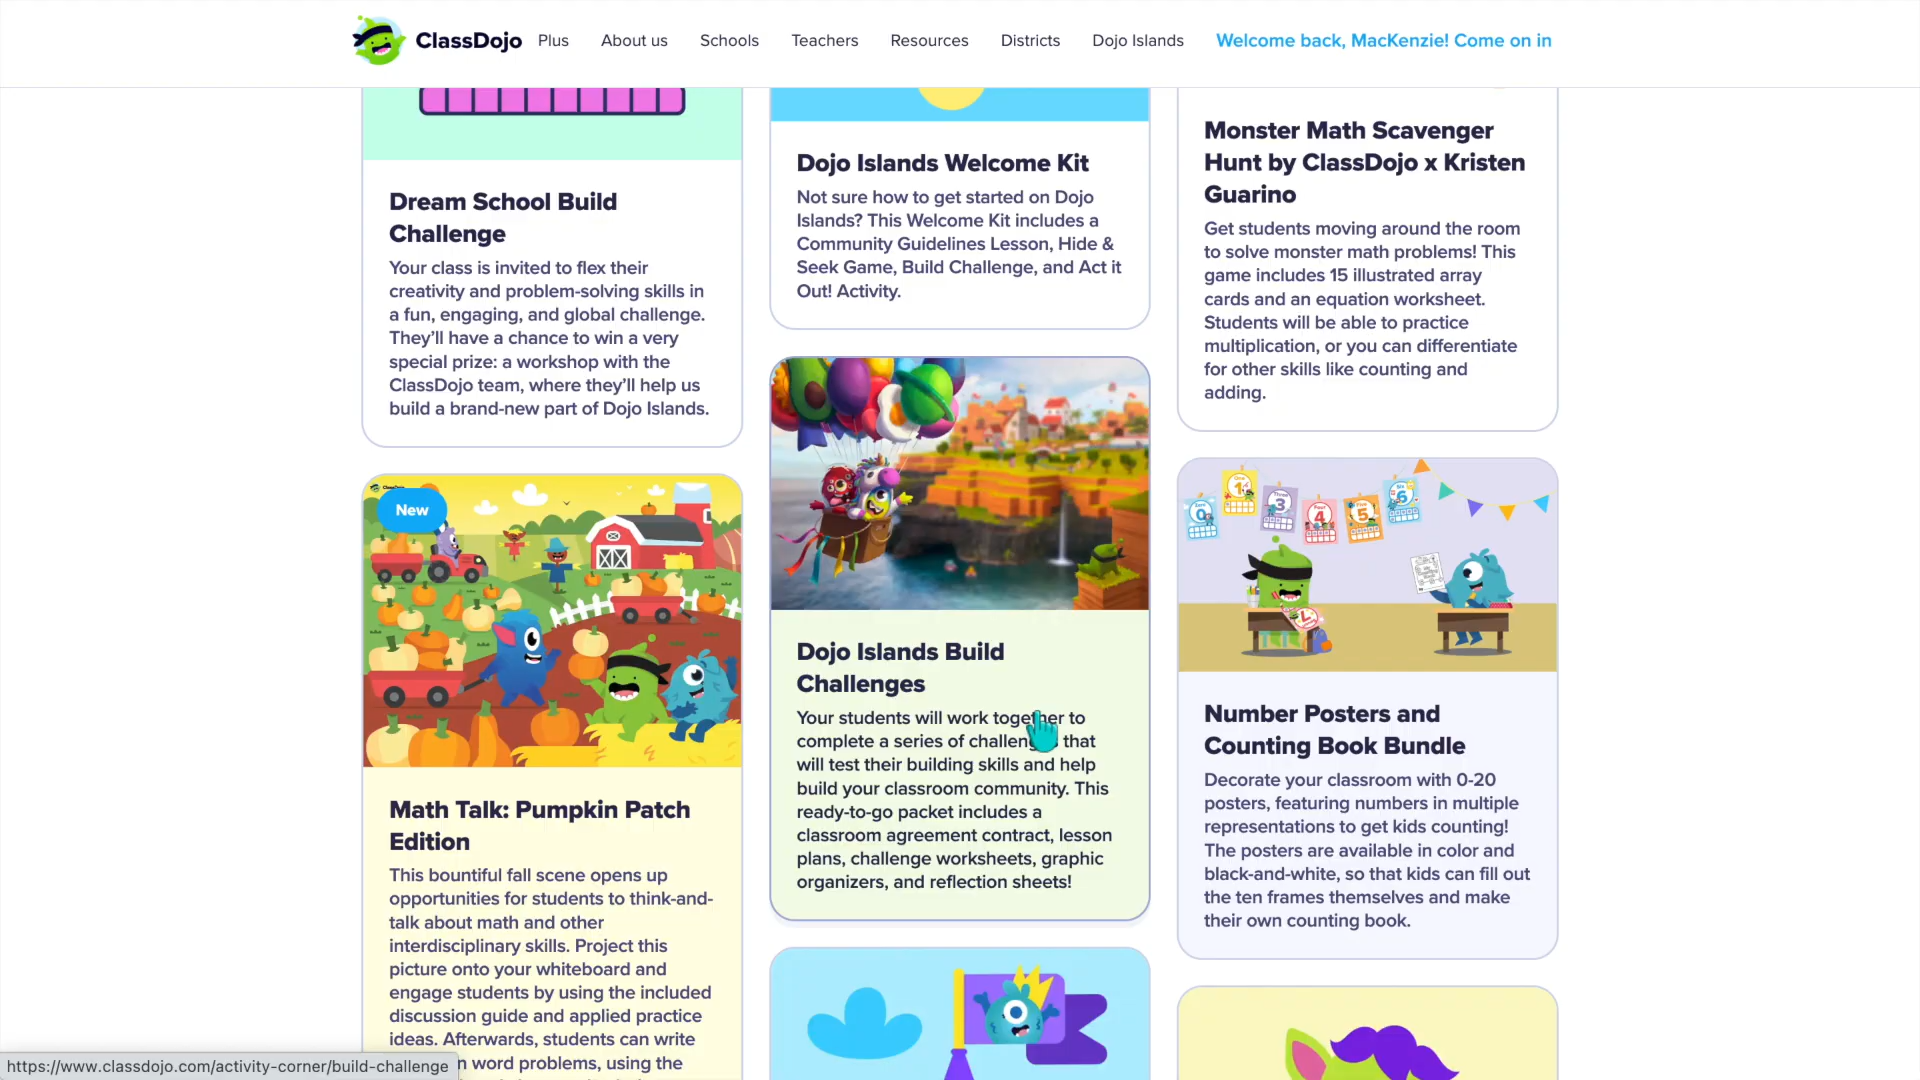 ClassDojo
Plus
About us
Schools
Teachers
Resources
Districts
Dojo Islands
Welcome back, MacKenzie! Come on in
Dream School Build
Challenge
Your class is invited to flex their
creativity and problem-solving skills in
a fun, engaging, and global challenge.
They’ll have a chance to win a very
special prize: a workshop with the
ClassDojo team, where they’ll help us
build a brand-new part of Dojo Islands.
ClassDojo
New
Math Talk: Pumpkin Patch
Edition
This bountiful fall scene opens up
opportunities for students to think-and-
talk about math and other
interdisciplinary skills. Project this
picture onto your whiteboard and
engage students by using the included
discussion guide and applied practice
ideas. Afterwards, students can write
n word problems, using the
Dojo Islands Welcome Kit
Not sure how to get started on Dojo
Islands? This Welcome Kit includes a
Community Guidelines Lesson, Hide &
Seek Game, Build Challenge, and Act it
Out! Activity.
Dojo Islands Build
Challenges
Your students will work together to
complete a series of challen that
will test their building skills and help
build your classroom community. This
ready-to-go packet includes a
classroom agreement contract, lesson
plans, challenge worksheets, graphic
organizers, and reflection sheets!
Monster Math Scavenger
Hunt by ClassDojo x Kristen
Guarino
Get students moving around the room
to solve monster math problems! This
game includes 15 illustrated array
cards and an equation worksheet.
Students will be able to practice
multiplication, or you can differentiate
for other skills like counting and
adding.
0
1
3
4
5
6
Number Posters and
Counting Book Bundle
Decorate your classroom with 0-20
posters, featuring numbers in multiple
representations to get kids counting!
The posters are available in color and
black-and-white, so that kids can fill out
the ten frames themselves and make
their own counting book.
https://www.classdojo.com/activity-corner/build-challenge